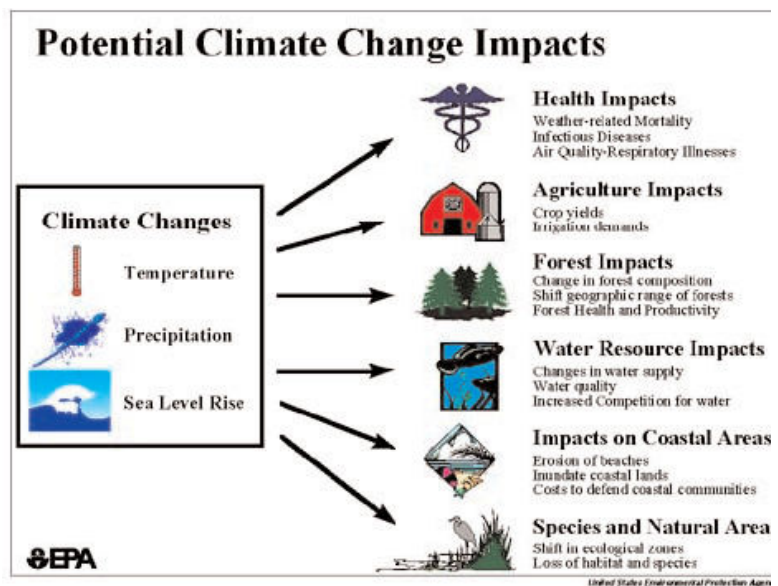 Potential Climate Change Impacts
Climate Changes
Temperature
Precipitation
Sea Level Rise
Health Impacts
Weather-related Mortality
Infectious Diseases
Air Quality-Respiratory Illnesses
Agriculture Impacts
Crop yields
Irrigation demands
Forest Impacts
Change in forest composition
Shift geographic range of forests
Forest Health and Productivity
Water Resource Impacts
Changes in water supply
Water quality
Increased Competition for water
Impacts on Coastal Areas
Erosion of beaches
Inundate coastal lands
Costs to defend coastal communities
Species and Natural Area
Shift in ecological zones
Loss of habitat and species
EPA
United States Environmental Protection